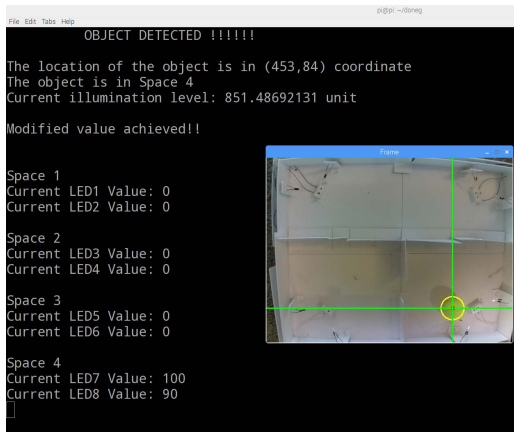 pi@pi: ~/doneg
File Edit Tabs Help
OBJECT DETECTED !!!!!!
The location of the object is in (453,84) coordinate
The object is in Space 4
Current illumination level: 851.48692131 unit
Modified value achieved!!
Frame
Space 1
Current LED1 Value: 0
Current LED2 Value: 0
Space 2
Current LED3 Value: 0
Current LED4 Value: 0
Space 3
Current LED5 Value: 0
Current LED6 Value: 0
Space 4
Current LED7 Value: 100
Current LED8 Value: 90